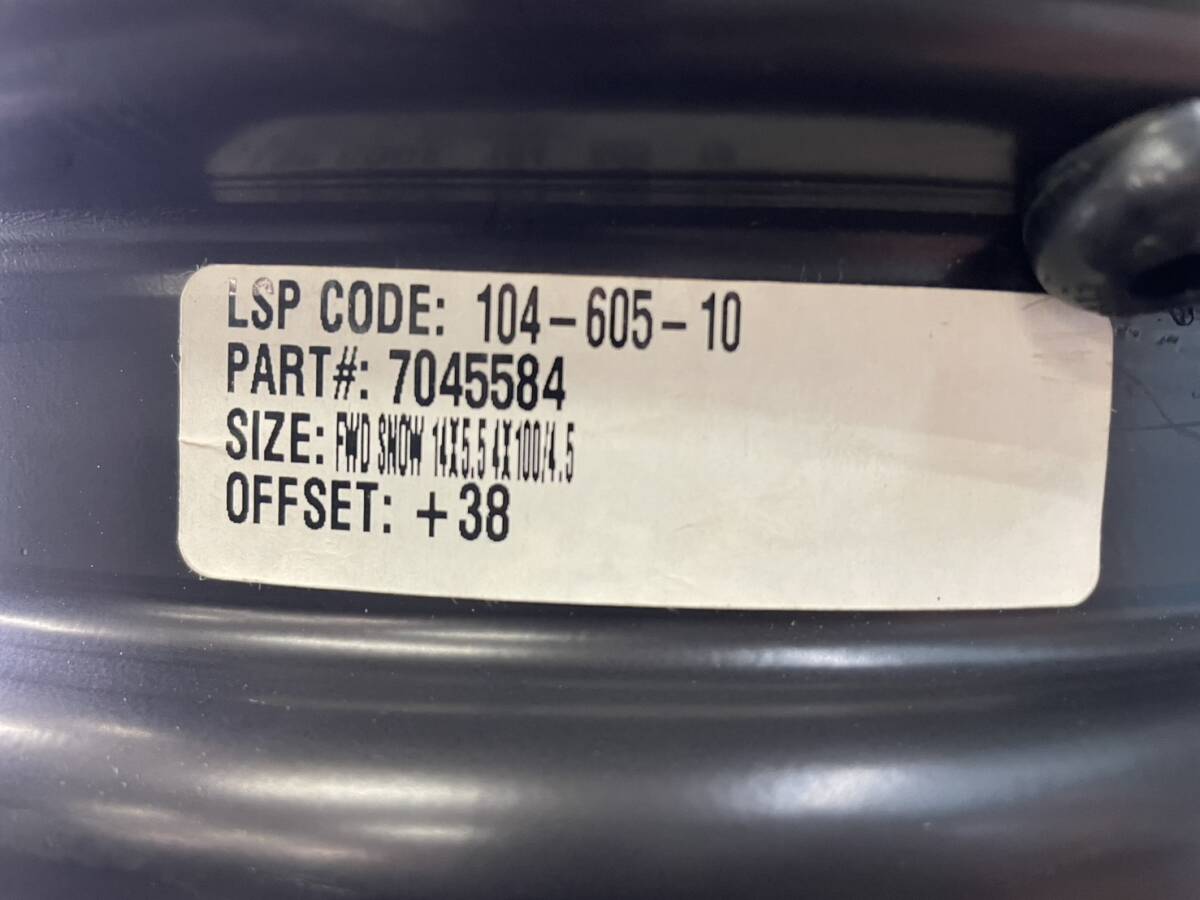 LSP CODE: 104-605-10
PART#: 7045584
SIZE: FWD SNOW 14X5.5 4X100/4.5
OFFSET: +38